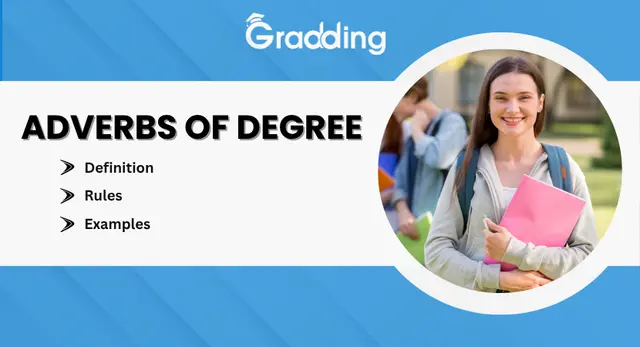 Gradding
ADVERBS OF DEGREE
Definition
Rules
Examples